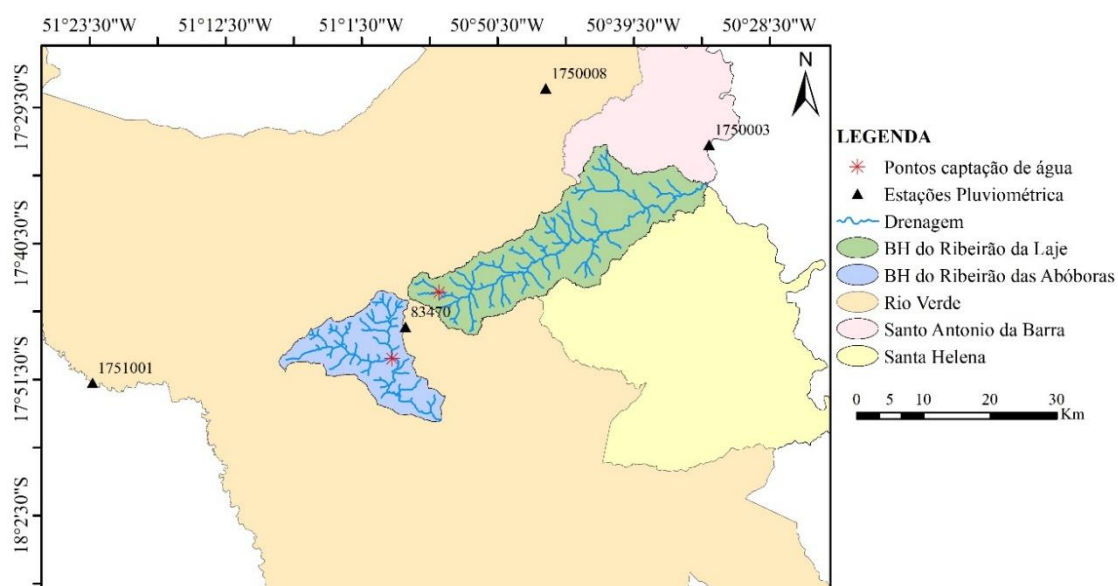 51°23'30"W 51°12'30"W 51°1'30"W 50°50'30"W 50°39'30"W 50°28'30"W
N
17°29'30"S
1750008
1750003
17°40'30"S
83470
17°51'30"S
1751001
18°2'30"S
LEGENDA
Pontos captação de água
Estações Pluviométrica
Drenagem
BH do Ribeirão da Laje
BH do Ribeirão das Abóboras
Rio Verde
Santo Antonio da Barra
Santa Helena
0 5 10 20 30
Km